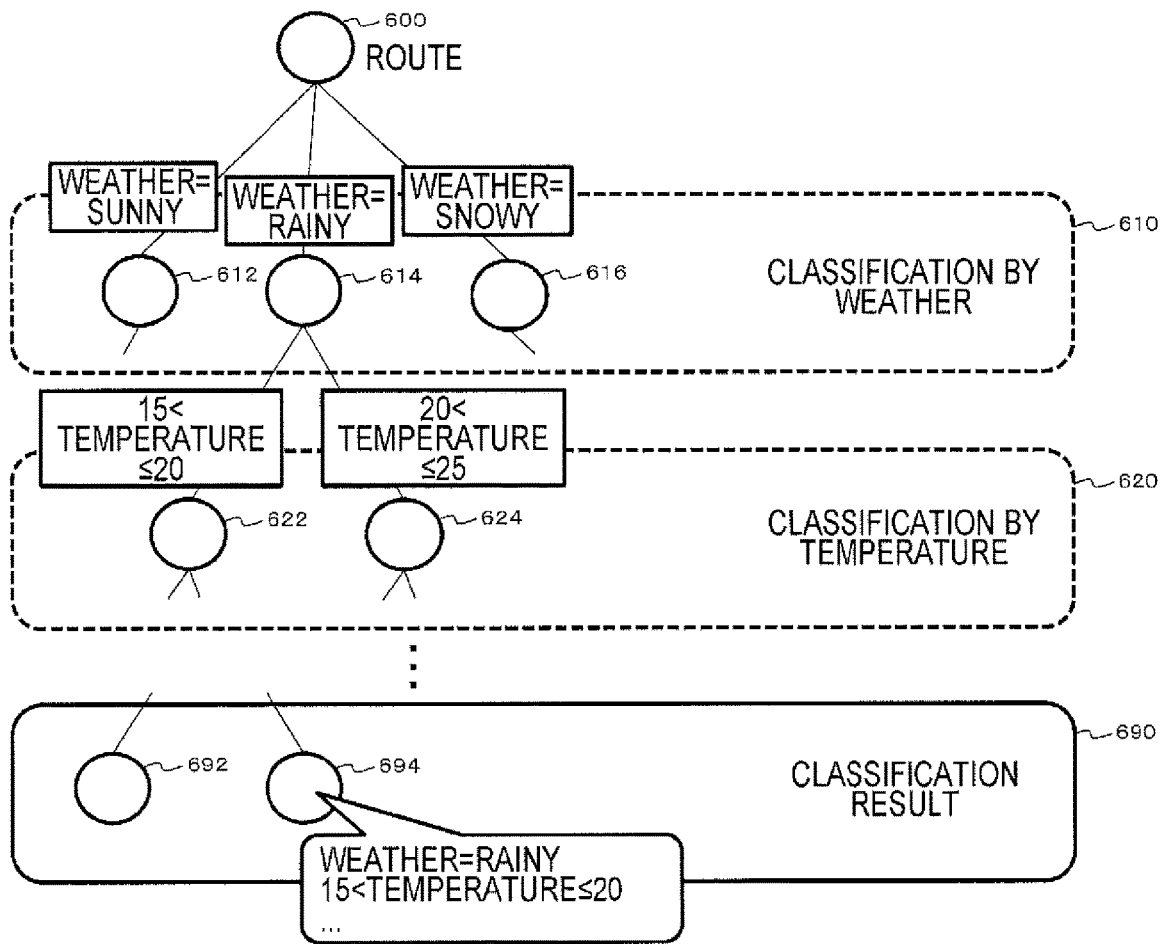 600
ROUTE
WEATHER=
SUNNY
WEATHER=
RAINY
WEATHER=
SNOWY
610
612
614
616
CLASSIFICATION BY
WEATHER
15<
TEMPERATURE
≤20
20<
TEMPERATURE
≤25
620
622
624
CLASSIFICATION BY
TEMPERATURE
690
692
694
CLASSIFICATION
RESULT
WEATHER=RAINY
15<TEMPERATURE≤20
...